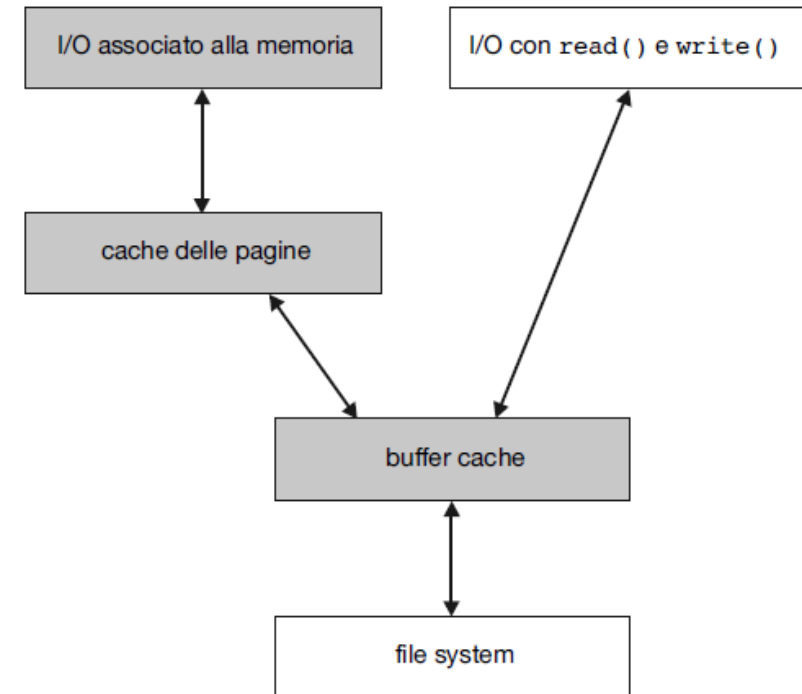 I/O associato alla memoria
I/O con read() e write()
cache delle pagine
buffer cache
file system